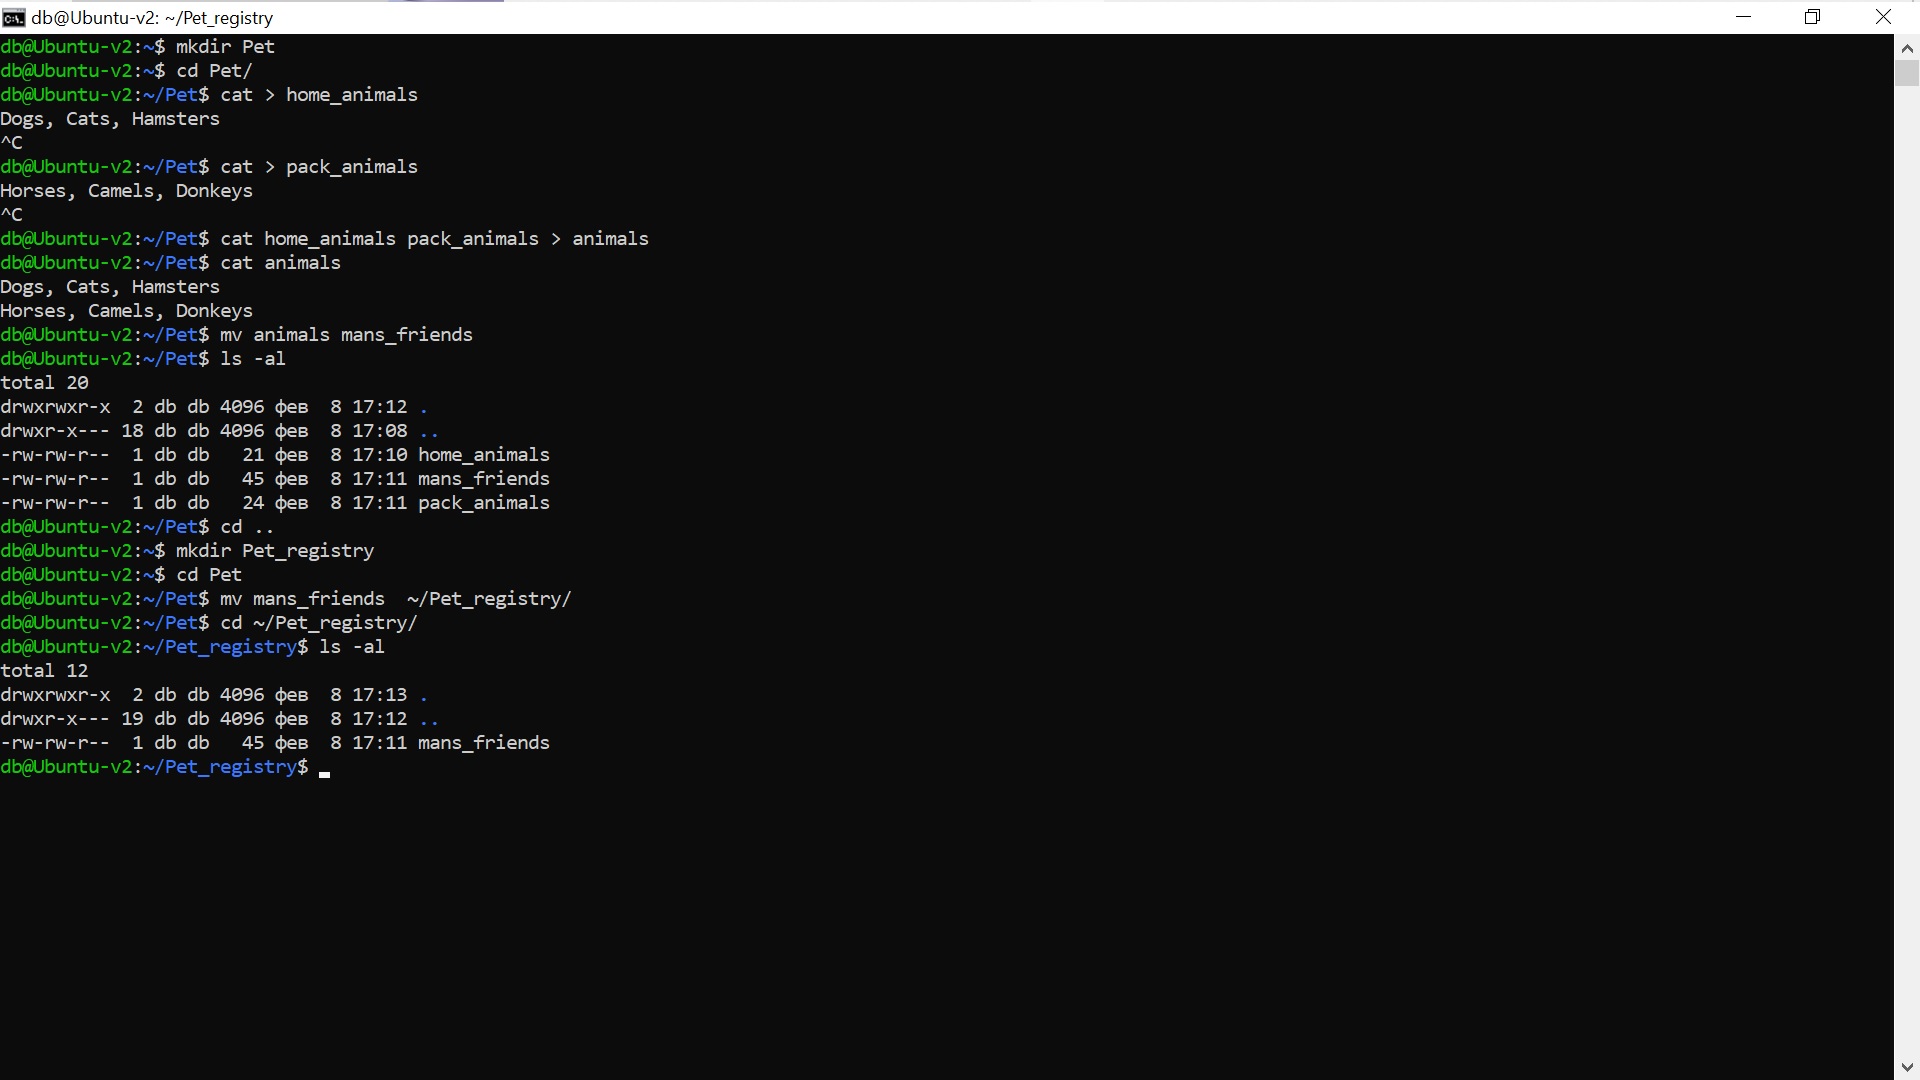 db@Ubuntu-v2: ~/Pet_registry
db@Ubuntu-v2:~$ mkdir Pet
db@Ubuntu-v2:~$ cd Pet/
db@Ubuntu-v2:~/Pet$ cat > home_animals
Dogs, Cats, Hamsters
^C
db@Ubuntu-v2:~/Pet$ cat > pack_animals
Horses, Camels, Donkeys
^C
db@Ubuntu-v2:~/Pet$ cat home_animals pack_animals > animals
db@Ubuntu-v2:~/Pet$ cat animals
Dogs, Cats, Hamsters
Horses, Camels, Donkeys
db@Ubuntu-v2:~/Pet$ mv animals mans_friends
db@Ubuntu-v2:~/Pet$ ls -al
total 20
drwxrwxr-x  2 db db 4096 фев  8 17:12 .
drwxr-x--- 18 db db 4096 фев  8 17:08 ..
-rw-rw-r--  1 db db   21 фев  8 17:10 home_animals
-rw-rw-r--  1 db db   45 фев  8 17:11 mans_friends
-rw-rw-r--  1 db db   24 фев  8 17:11 pack_animals
db@Ubuntu-v2:~/Pet$ cd ..
db@Ubuntu-v2:~$ mkdir Pet_registry
db@Ubuntu-v2:~$ cd Pet
db@Ubuntu-v2:~/Pet$ mv mans_friends  ~/Pet_registry/
db@Ubuntu-v2:~/Pet$ cd ~/Pet_registry/
db@Ubuntu-v2:~/Pet_registry$ ls -al
total 12
drwxrwxr-x  2 db db 4096 фев  8 17:13 .
drwxr-x--- 19 db db 4096 фев  8 17:12 ..
-rw-rw-r--  1 db db   45 фев  8 17:11 mans_friends
db@Ubuntu-v2:~/Pet_registry$